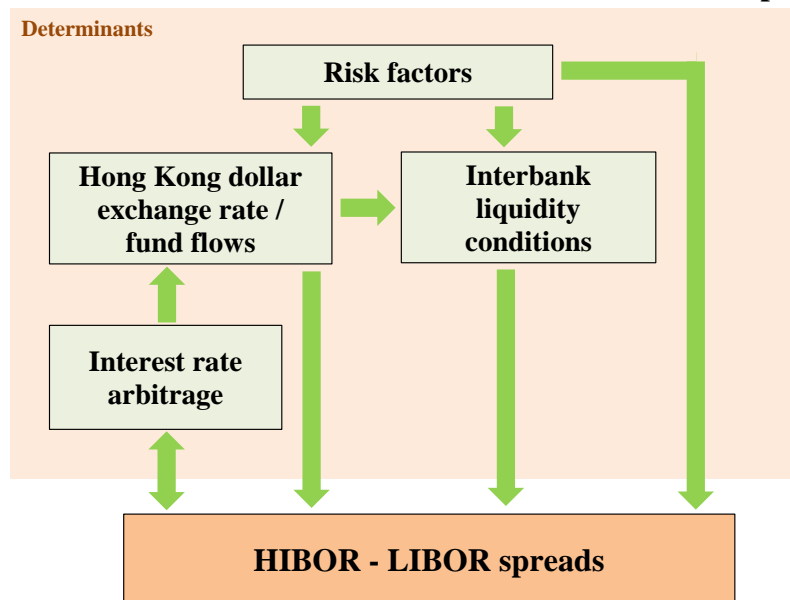 Determinants
Risk factors
Hong Kong dollar
exchange rate /
fund flows
Interbank
liquidity
conditions
Interest rate
arbitrage
HIBOR - LIBOR spreads